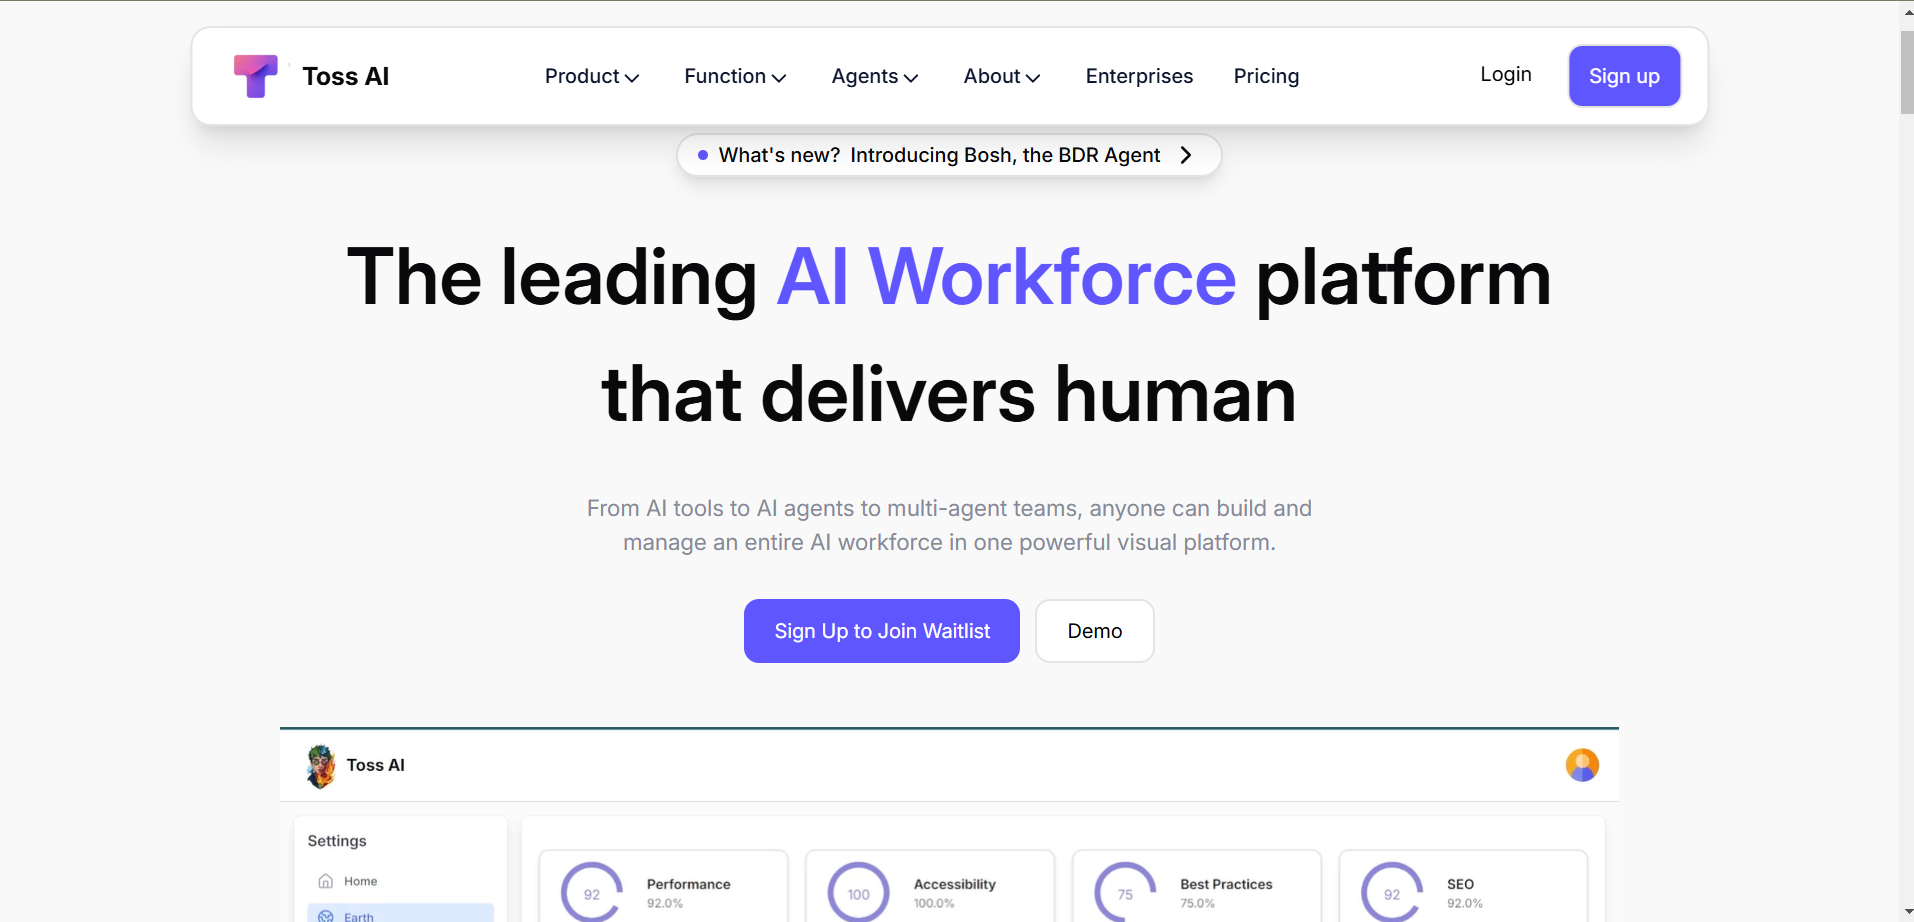 Toss AI
Product
Function
Agents
About
Enterprises
Pricing
Login
Sign up
What's new? Introducing Bosh, the BDR Agent
The leading AI Workforce platform
that delivers human
From AI tools to AI agents to multi-agent teams, anyone can build and
manage an entire AI workforce in one powerful visual platform.
Sign Up to Join Waitlist
Demo
Toss AI
Settings
Home
Earth
92
Performance
92.0%
100
Accessibility
100.0%
75
Best Practices
75.0%
92
SEO
92.0%